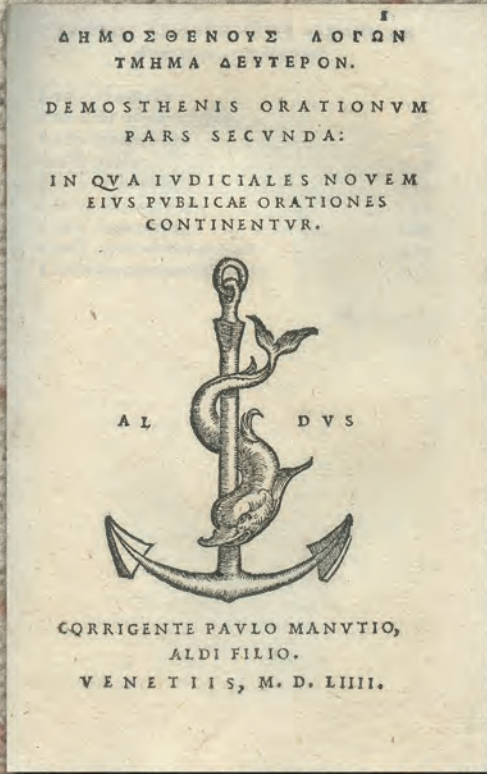 ΔΗΜΟΣΘΕΝΟΥΣ ΛΟΓΩΝ
ΤΜΗΜΑ ΔΕΥΤΕΡΟΝ.
DEMOSTHENIS ORATIONVM
PARS SECVNDA:
IN QVA IVDICIALES NOVEM
EIVS PVBLICAE ORATIONES
CONTINENTVR.
AL DVS
CORRIGENTE PAVLO MANVTIO,
ALDI FILIO.
VENETIIS, M. D. LIIII.